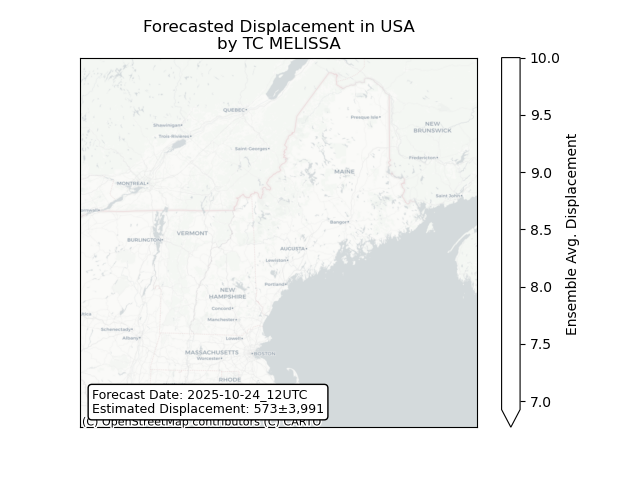 Forecasted Displacement in USA
by TC MELISSA
QUEBEC
Shawinigan
Trois-Rivières
Saint-Georges
MONTREAL
Presque Isle
NEW
BRUNSWICK
Fredericton
MAINE
Saint John
Bangor
BURLINGTON
VERMONT
AUGUSTA
Lewiston
Portland
NEW
HAMPSHIRE
Concord
Manchester
Schenectady
Albany
Lowell
MASSACHUSETTS
BOSTON
Worcester
RHODE
Forecast Date: 2025-10-24_12UTC
Estimated Displacement: 573±3,991
(C) OpenStreetMap contributors (C) CARTO
10.0
9.5
9.0
8.5
8.0
7.5
7.0
Ensemble Avg. Displacement